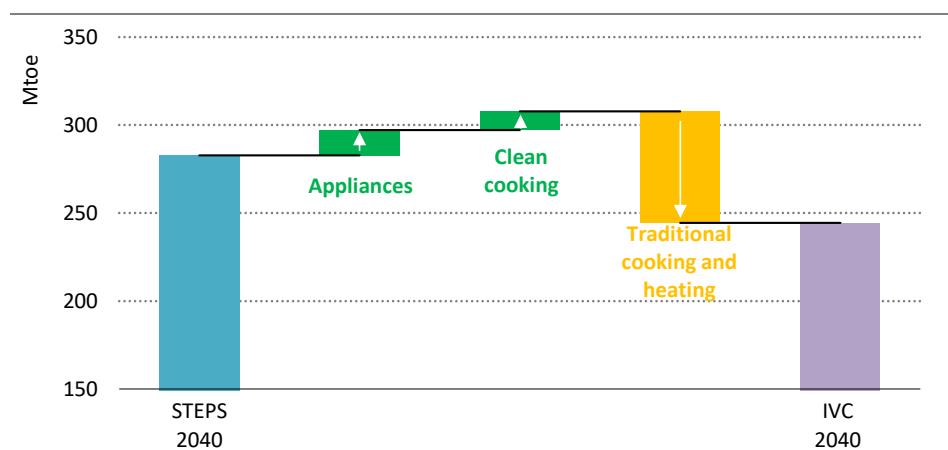 Mtoe
350
300
250
200
150
Appliances
Clean
cooking
Traditional
cooking and
heating
STEPS
2040
IVC
2040